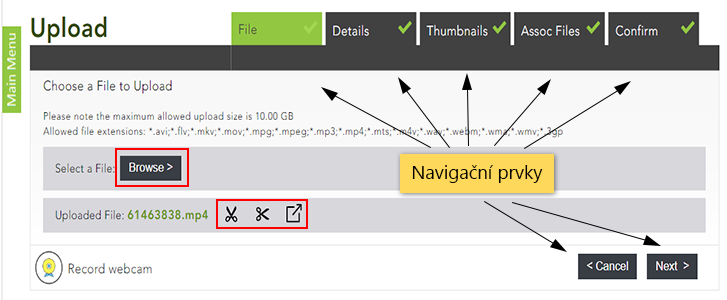 Main Menu
Upload
File
Details
Thumbnails
Assoc Files
Confirm
Choose a File to Upload
Please note the maximum allowed upload size is 10.00 GB
Allowed file extensions: *.avi;*.flv;*.mkv;*.mov;*.mpg;*.mpeg;*.mp3;*.mp4;*.mts;*.m4v;*.wav;*.webm;*.wma;*.wmv;*.3gp
Select a File: Browse >
Navigační prvky
Uploaded File: 61463838.mp4
Record webcam
< Cancel
Next >